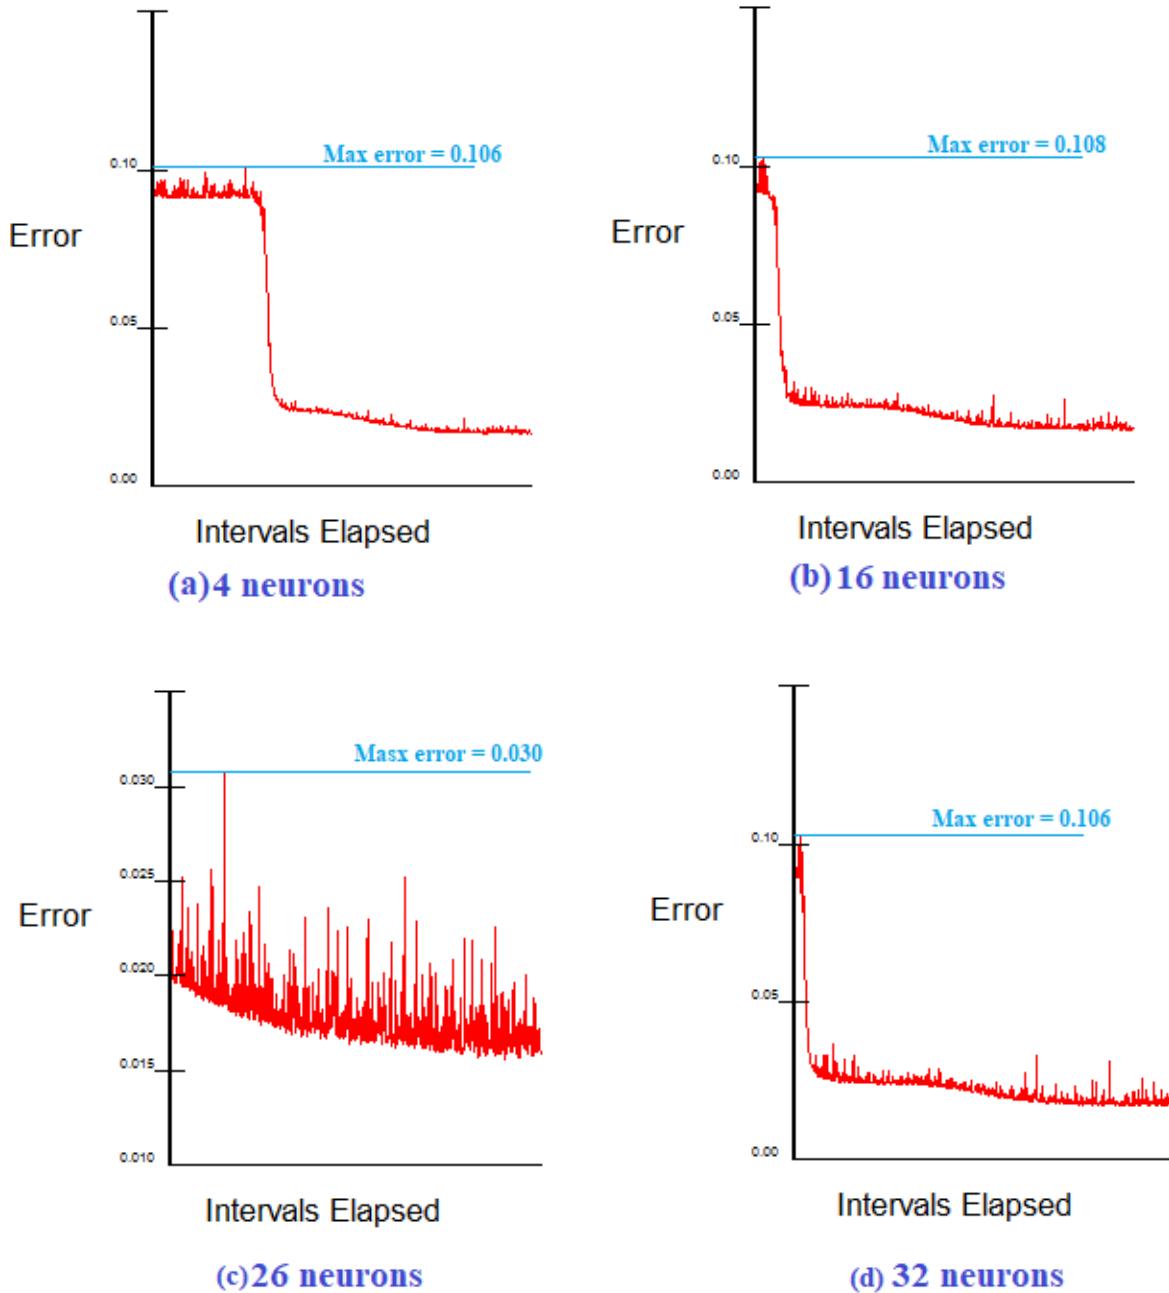 Max error = 0.106
0.10
Error
0.05
0.00
Intervals Elapsed
(a)4 neurons
Max error = 0.108
0.10
Error
0.05
0.00
Intervals Elapsed
(b)16 neurons
Masx error = 0.030
0.030
0.025
Error
0.020
0.015
0.010
Intervals Elapsed
(c)26 neurons
Max error = 0.106
0.10
Error
0.05
0.00
Intervals Elapsed
(d) 32 neurons